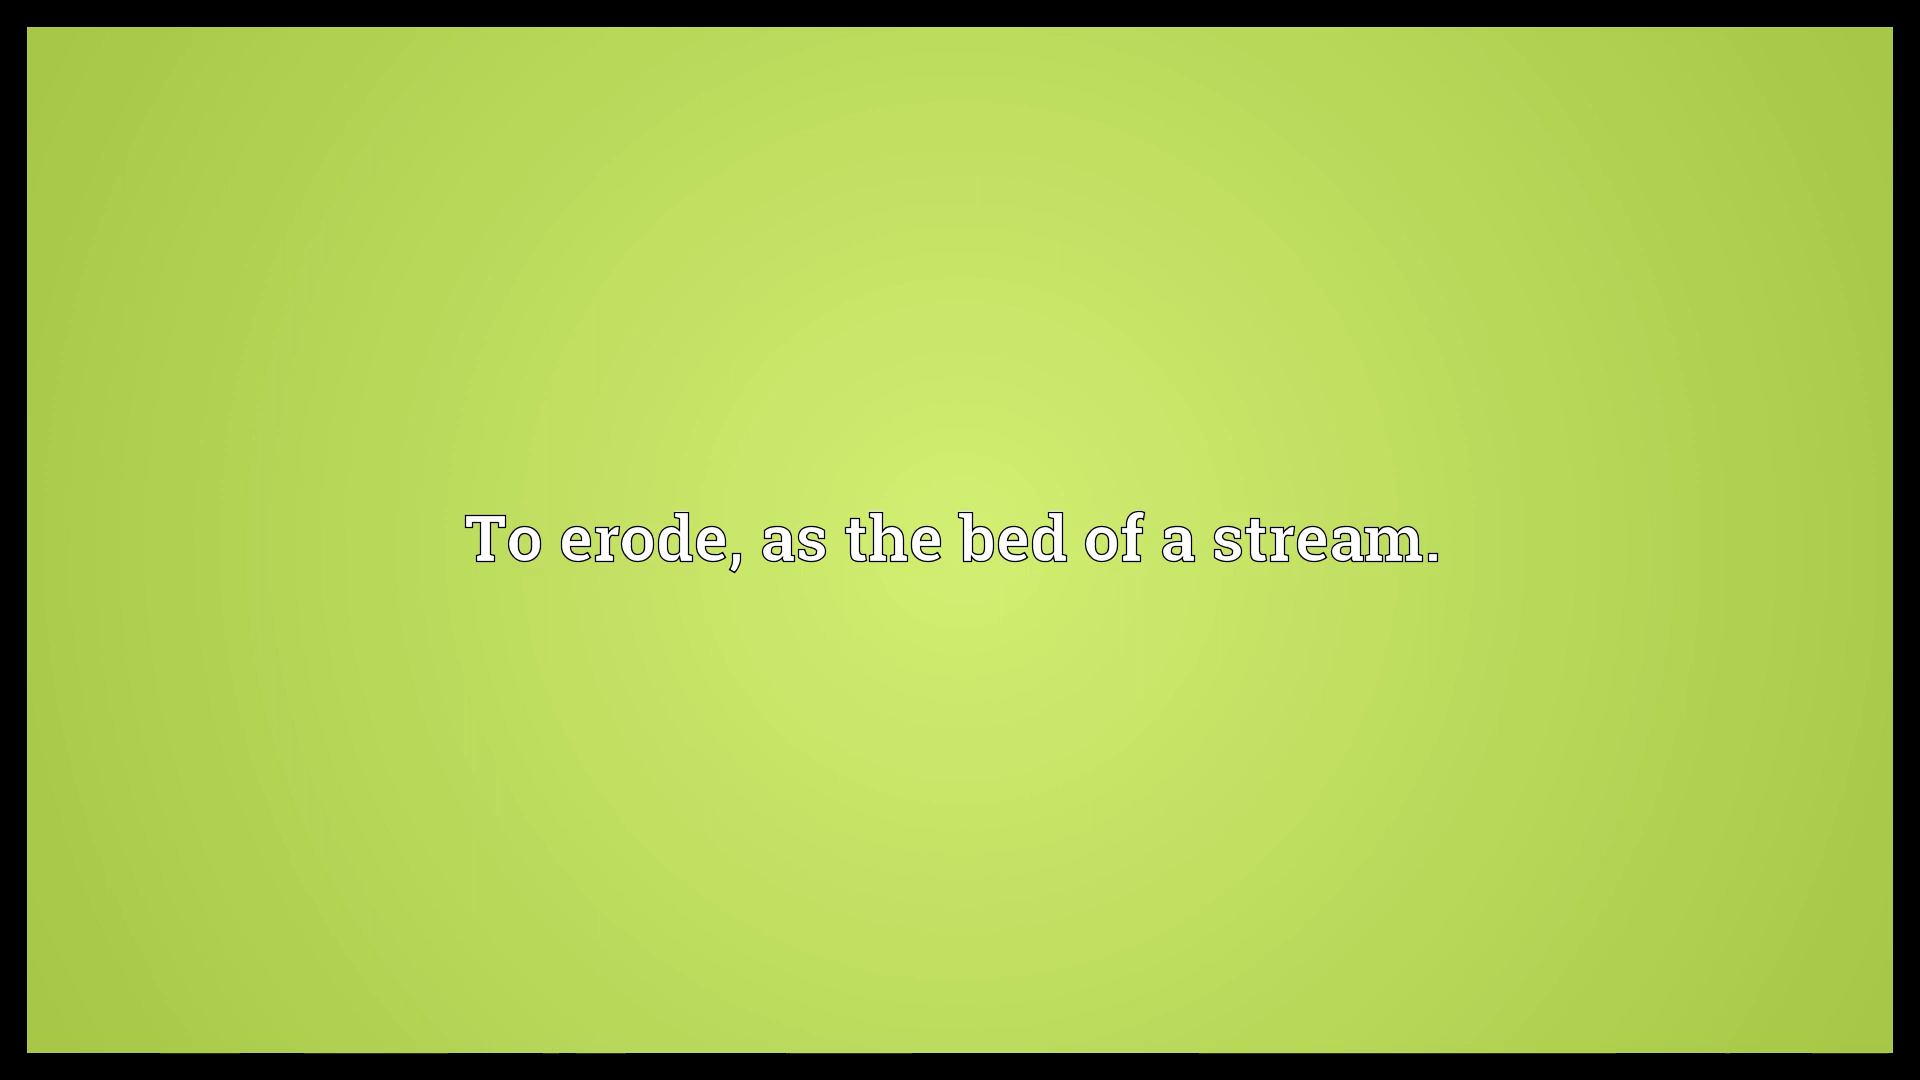 To erode, as the bed of a stream.